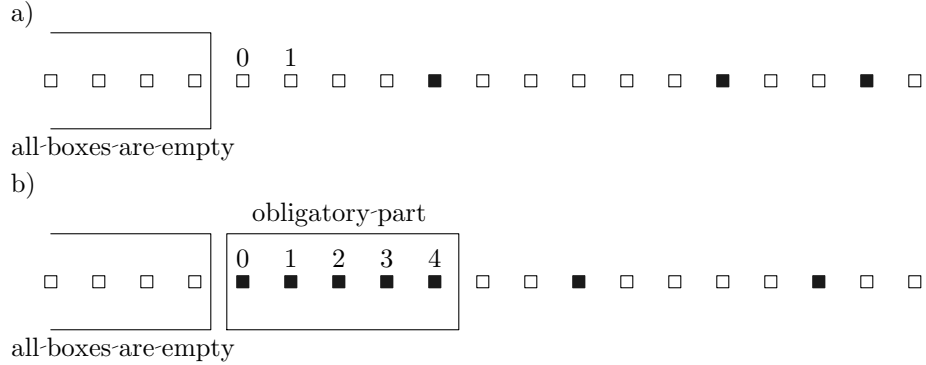 a)
0 1
all-boxes-are-empty
b)
obligatory-part
0 1 2 3 4
all-boxes-are-empty